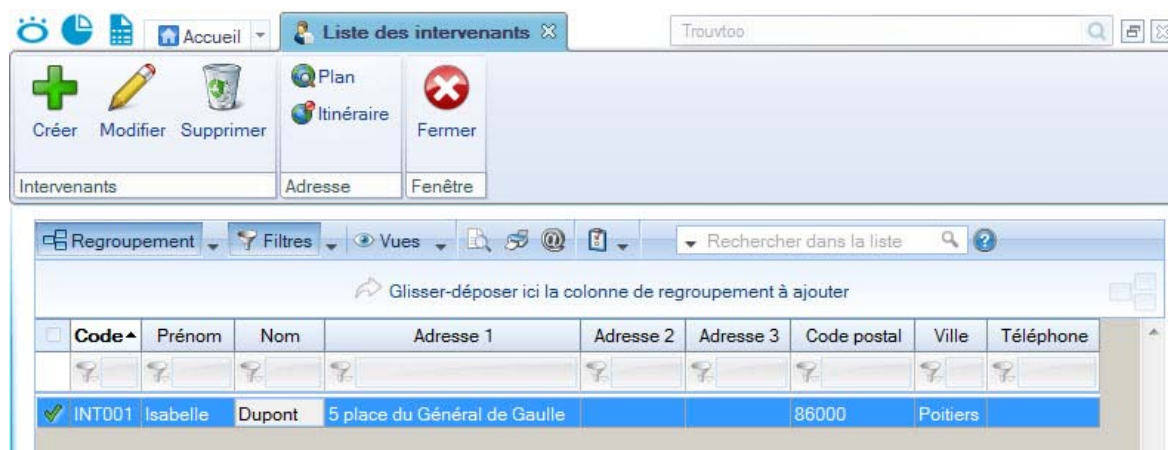 Accueil Liste des intervenants Trouvtoo
Plan
Itinéraire
Créer Modifier Supprimer Fermer
Intervenants Adresse Fenêtre
Regroupement Filtres Vues @ Rechercher dans la liste ?
Glisser-déposer ici la colonne de regroupement à ajouter
Code Prénom Nom Adresse 1 Adresse 2 Adresse 3 Code postal Ville Téléphone
INT001 Isabelle Dupont 5 place du Général de Gaulle 86000 Poitiers